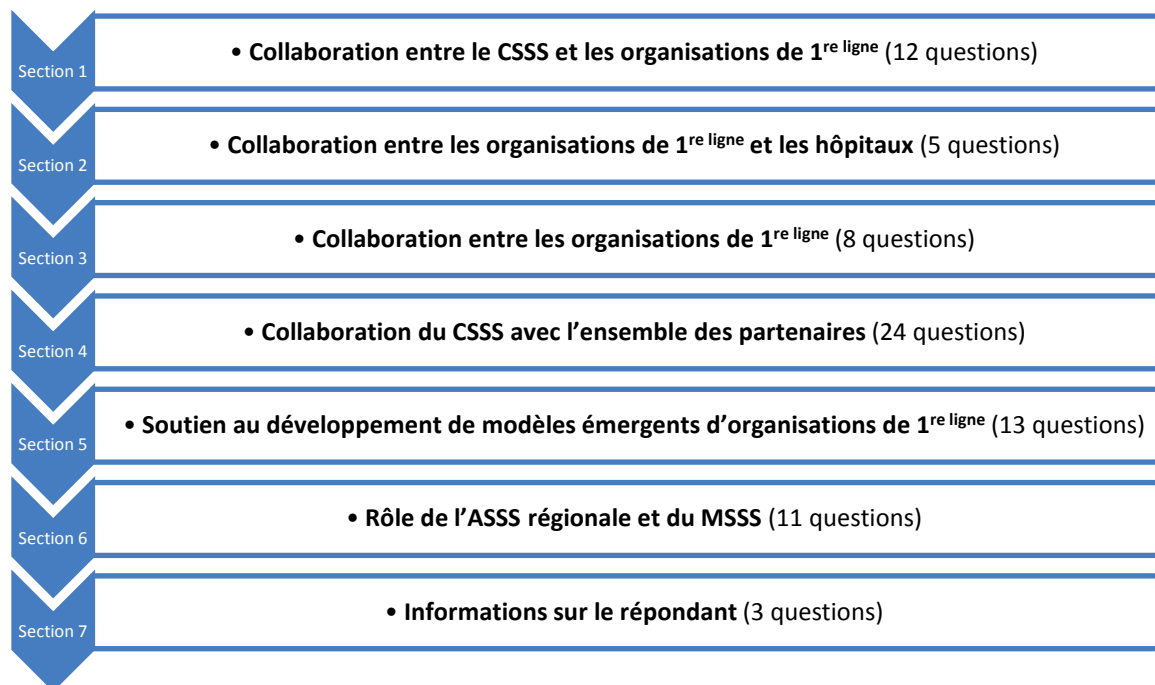 Section 1
• Collaboration entre le CSSS et les organisations de 1re ligne (12 questions)
Section 2
• Collaboration entre les organisations de 1re ligne et les hôpitaux (5 questions)
Section 3
• Collaboration entre les organisations de 1re ligne (8 questions)
Section 4
• Collaboration du CSSS avec l'ensemble des partenaires (24 questions)
Section 5
• Soutien au développement de modèles émergents d'organisations de 1re ligne (13 questions)
Section 6
• Rôle de l'ASSS régionale et du MSSS (11 questions)
Section 7
• Informations sur le répondant (3 questions)